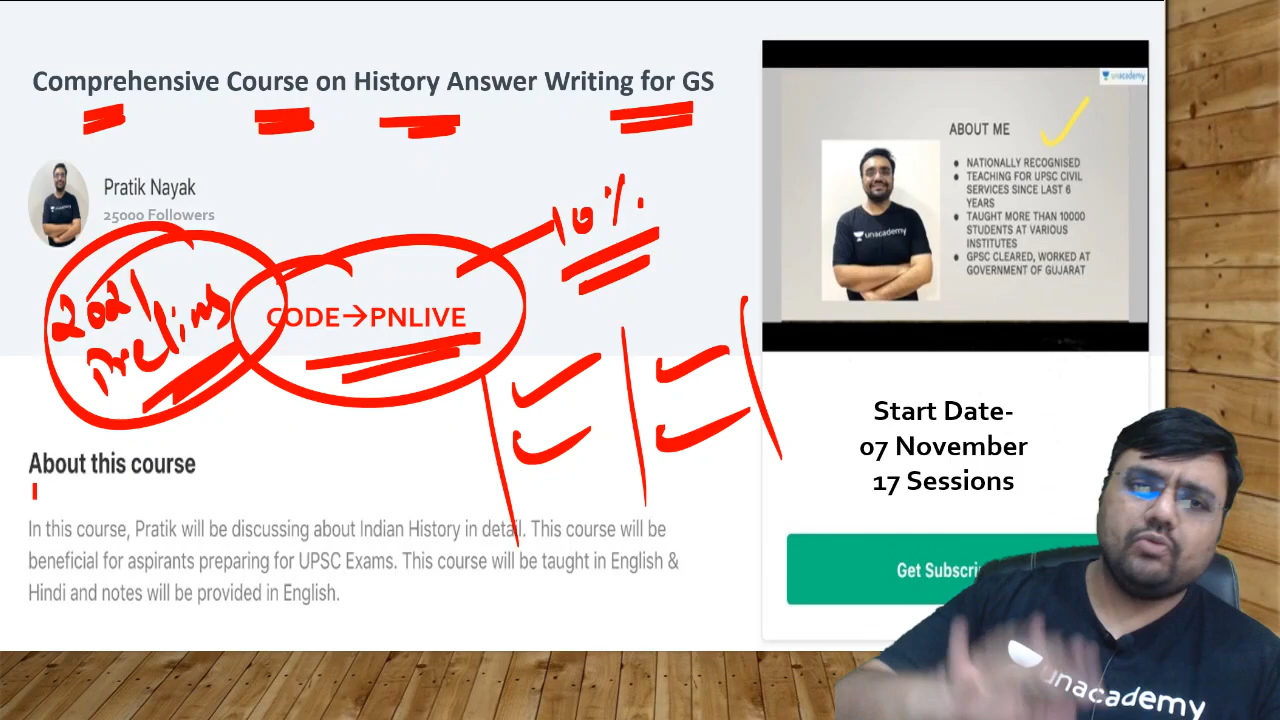 Comprehensive Course on History Answer Writing for GS
Pratik Nayak
25000 Followers
10%
2021
Prelims
CODE→PNLIVE
About this course
In this course, Pratik will be discussing about Indian History in detail. This course will be
beneficial for aspirants preparing for UPSC Exams. This course will be taught in English &
Hindi and notes will be provided in English.
unacademy
ABOUT ME
● NATIONALLY RECOGNISED
● TEACHING FOR UPSC CIVIL
SERVICES SINCE LAST 6
YEARS
● TAUGHT MORE THAN 10000
STUDENTS AT VARIOUS
INSTITUTES
● GPSC CLEARED, WORKED AT
GOVERNMENT OF GUJARAT
unacademy
Start Date-
07 November
17 Sessions
Get Subscri
unacademy